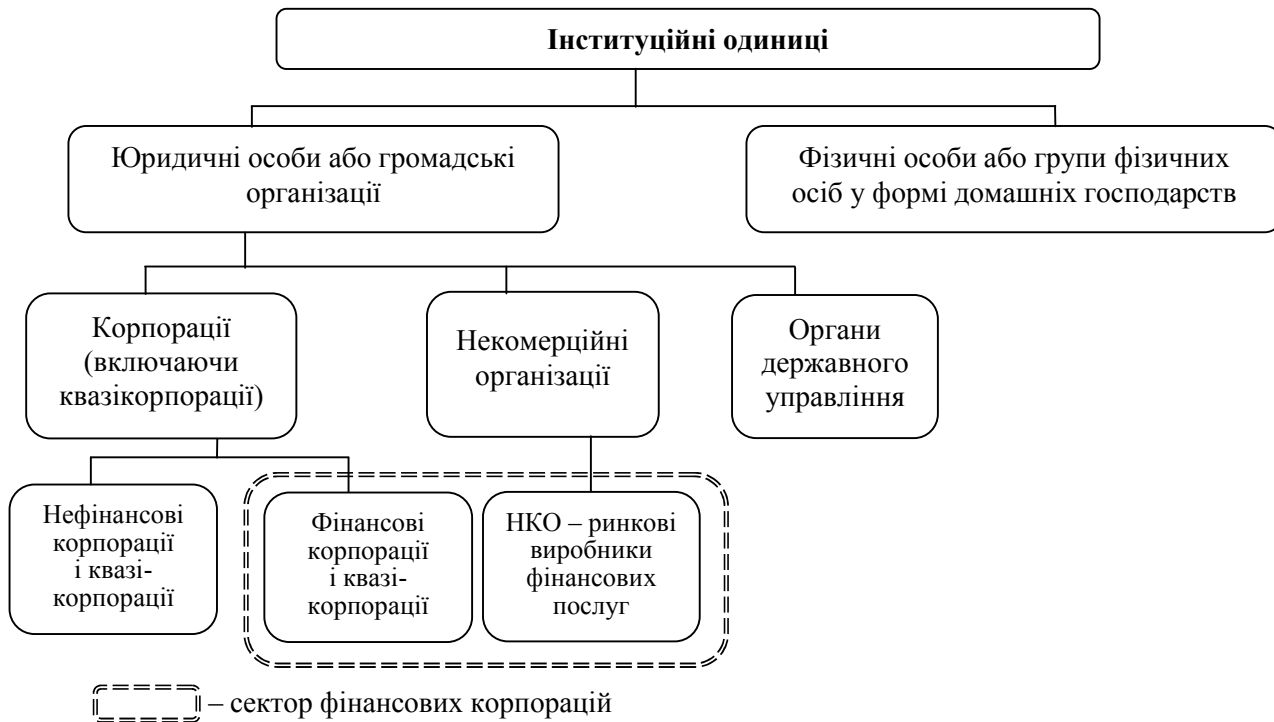 Інституційні одиниці
Юридичні особи або громадські
організації
Фізичні особи або групи фізичних
осіб у формі домашніх господарств
Корпорації
(включаючи
квазікорпорації)
Некомерційні
організації
Органи
державного
управління
Нефінансові
корпорації
і квазі-
корпорації
Фінансові
корпорації
і квазі-
корпорації
НКО – ринкові
виробники
фінансових
послуг
– сектор фінансових корпорацій